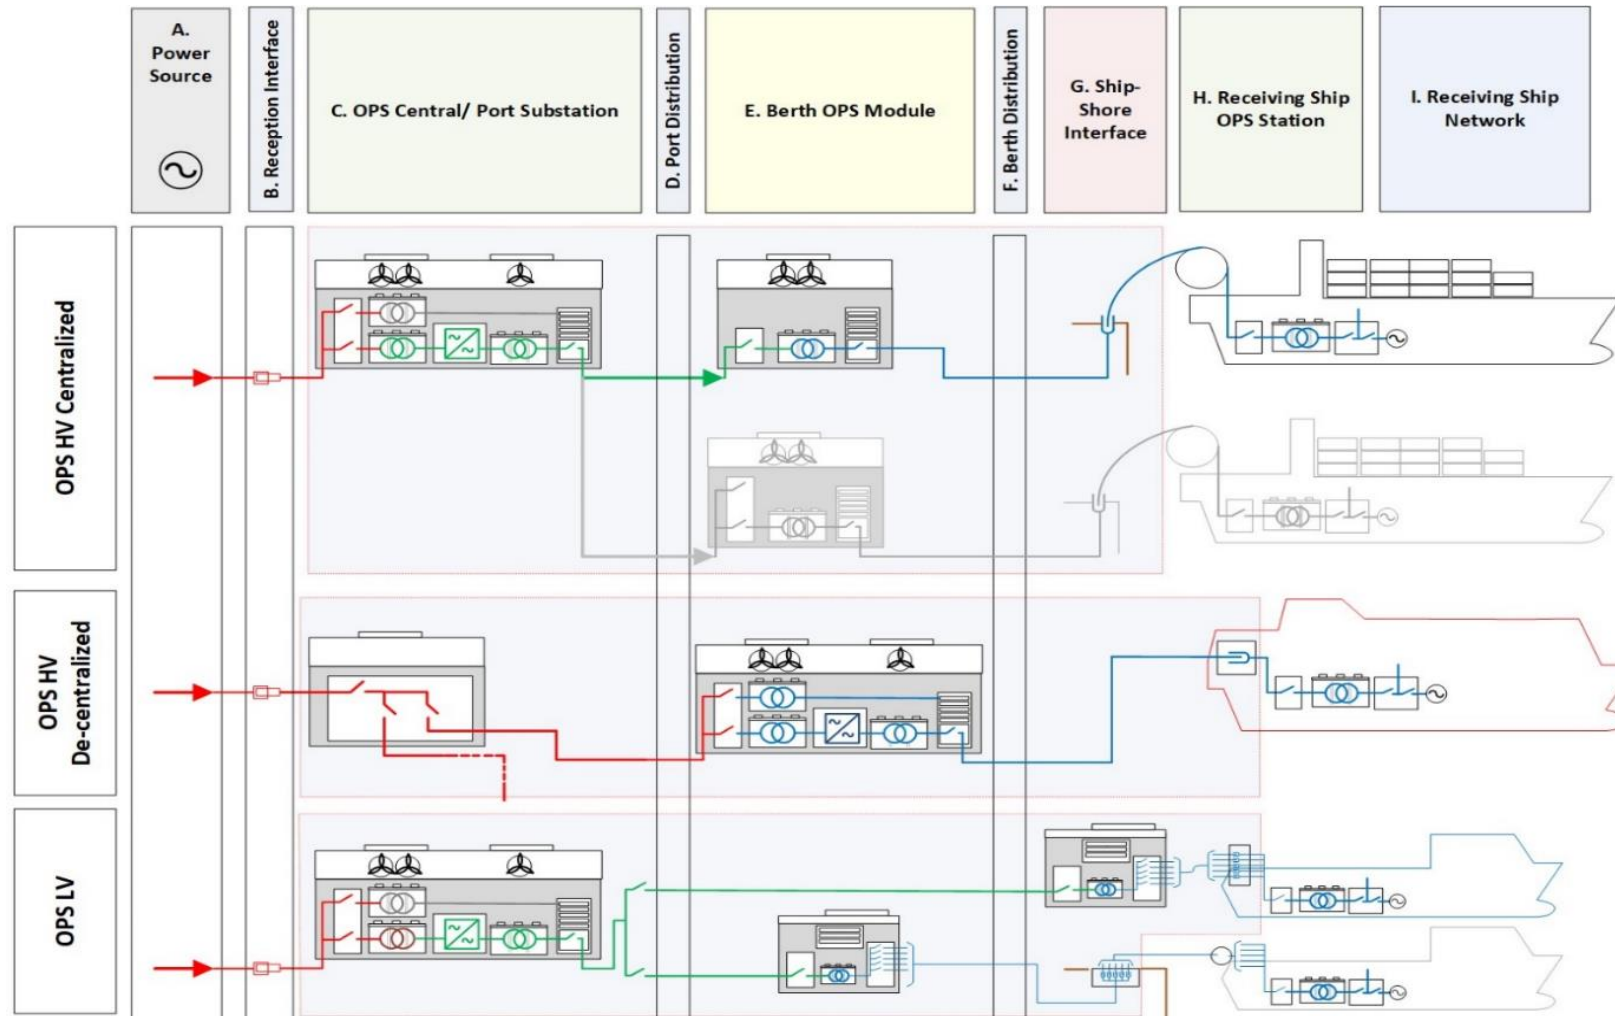 A.
Power
Source
B. Reception Interface
C. OPS Central/ Port Substation
D. Port Distribution
E. Berth OPS Module
F. Berth Distribution
G. Ship-
Shore
Interface
H. Receiving Ship
OPS Station
I. Receiving Ship
Network
OPS HV Centralized
OPS HV
De-centralized
OPS LV